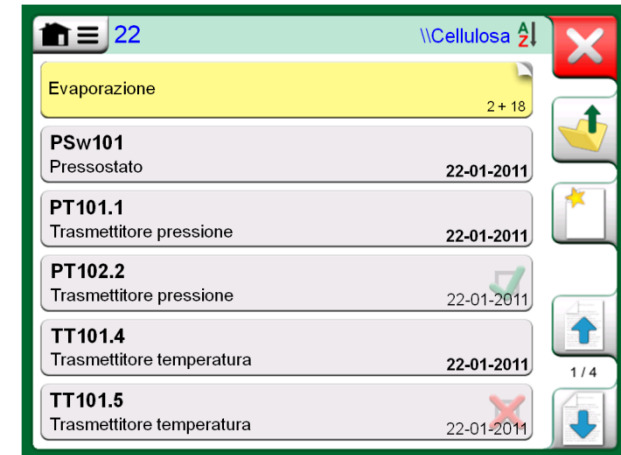 22
\\Cellulosa AZ
Evaporazione
2 + 18
PSw101
Pressostato
22-01-2011
PT101.1
Trasmettitore pressione
22-01-2011
PT102.2
Trasmettitore pressione
22-01-2011
TT101.4
Trasmettitore temperatura
22-01-2011
TT101.5
Trasmettitore temperatura
22-01-2011
1 / 4